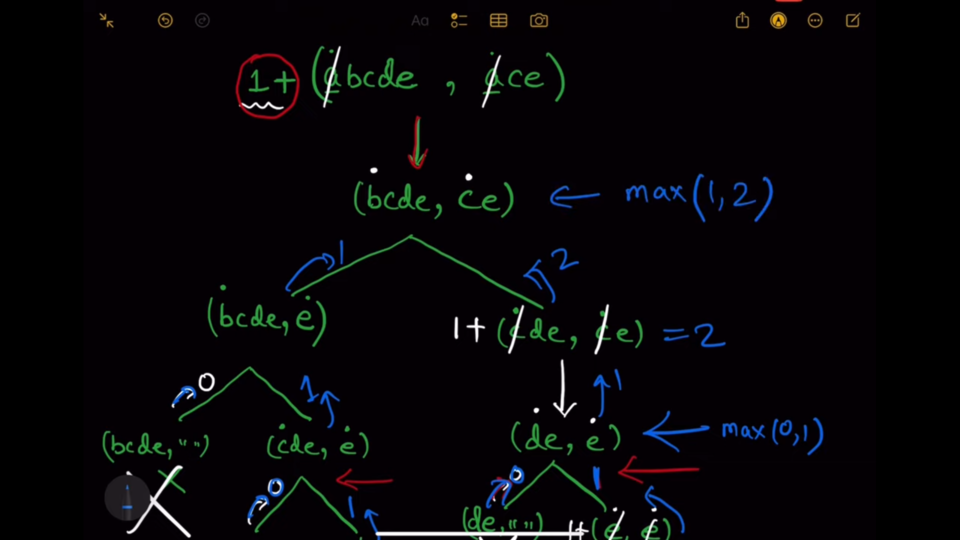 Aa
1+ (abcde , ace)
(bcde, ce) ← max(1,2)
1 2
(bcde, e) 1+ (cde, ce) = 2
0 1 1
(bcde, "") (cde, e) (de, e) ← max(0,1)
0 1 0 1
(de, "") 1+ (e, e)